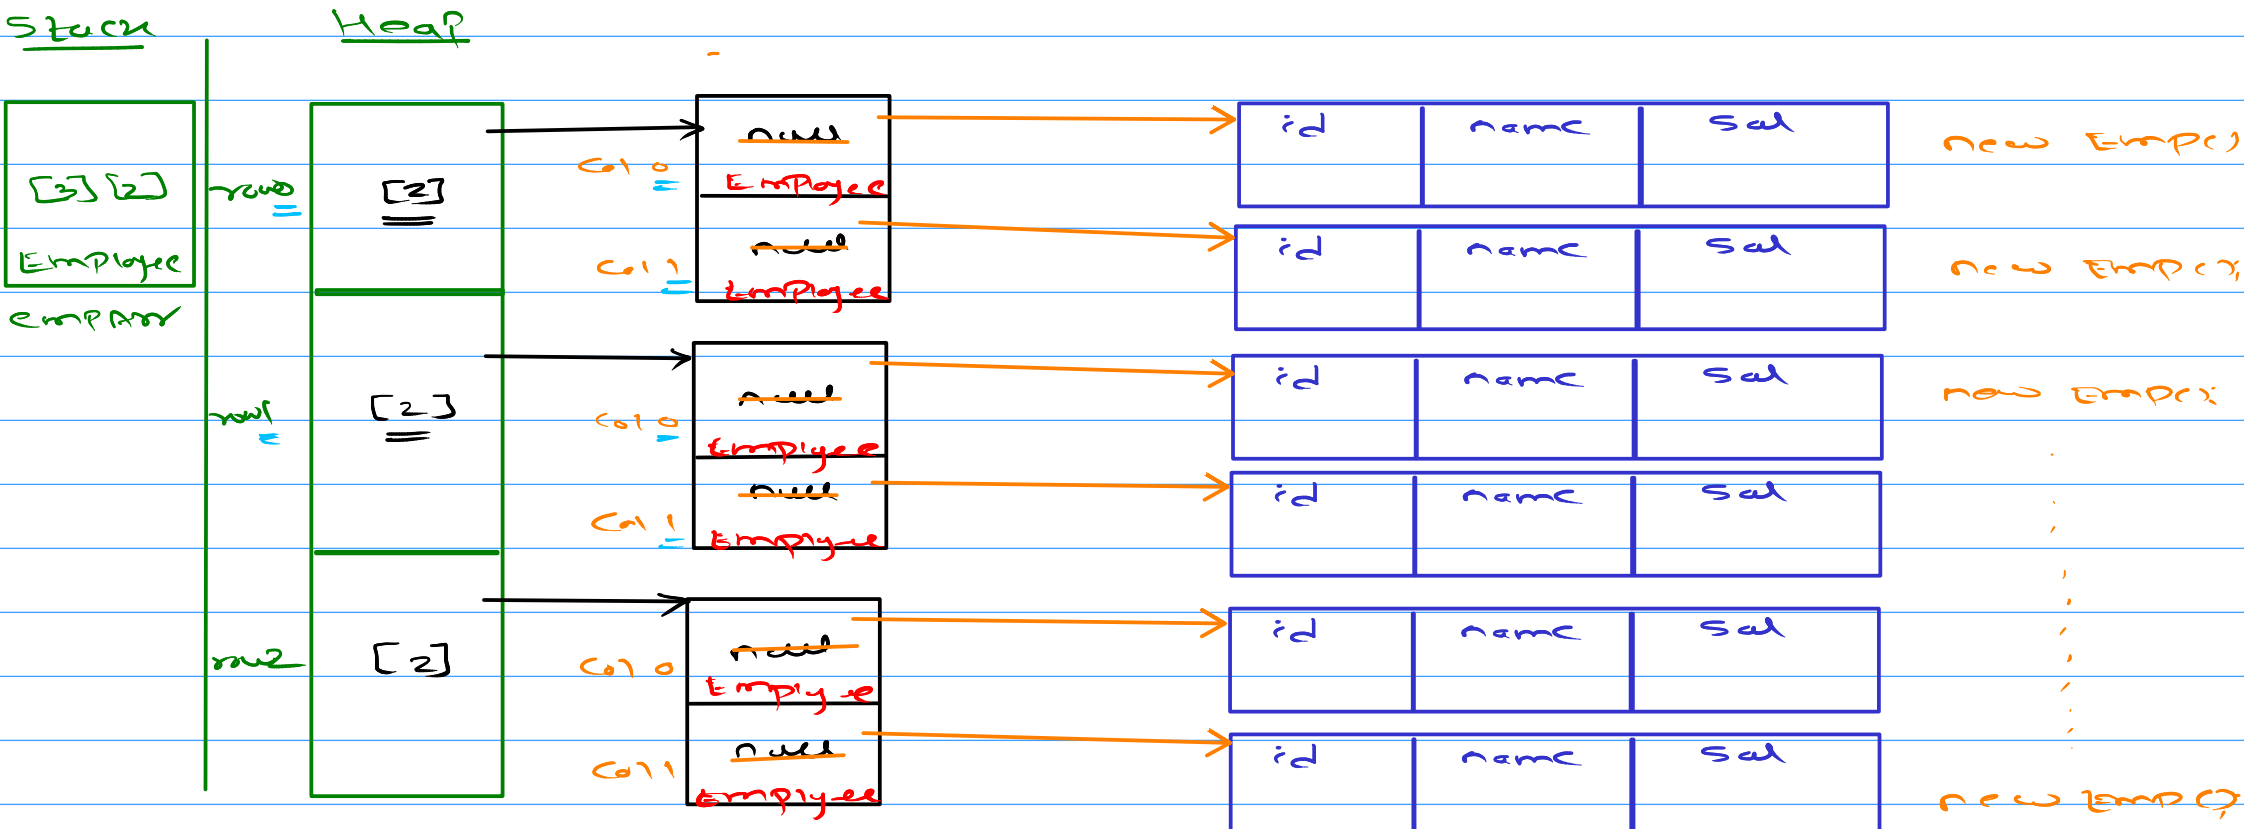 Stack Heap
null id name Sal new Emp()
[3][2] row0 [2] Col 0 Employee
null id name Sal
Employee Col 1 Employee new Emp();
empArr
null id name Sal new Emp();
row1 [2] Col 0 Employee
null id name Sal
Col 1 Employee
null id name Sal
row2 [2] Col 0 Employee
null id name Sal
Col 1 Employee new Emp();